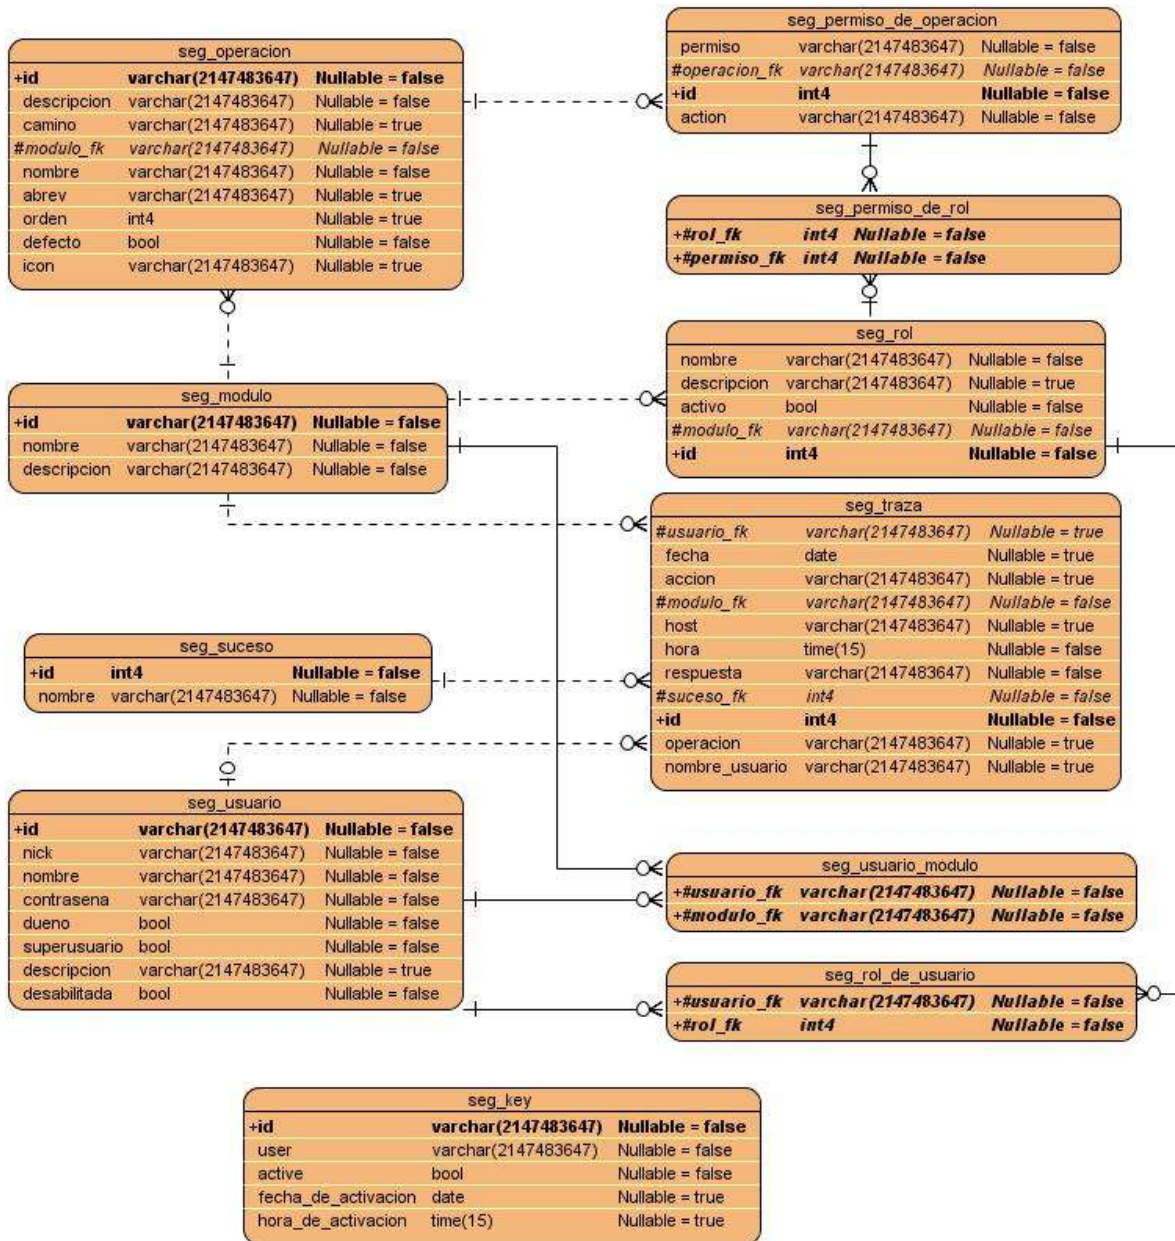 seg_operacion
+id varchar(2147483647) Nullable = false
descripcion varchar(2147483647) Nullable = false
camino varchar(2147483647) Nullable = true
#modulo_fk varchar(2147483647) Nullable = false
nombre varchar(2147483647) Nullable = false
abrev varchar(2147483647) Nullable = true
orden int4 Nullable = true
defecto bool Nullable = false
icon varchar(2147483647) Nullable = true
seg_permiso_de_operacion
permiso varchar(2147483647) Nullable = false
#operacion_fk varchar(2147483647) Nullable = false
+id int4 Nullable = false
action varchar(2147483647) Nullable = false
seg_permiso_de_rol
+#rol_fk int4 Nullable = false
+#permiso_fk int4 Nullable = false
seg_rol
nombre varchar(2147483647) Nullable = false
descripcion varchar(2147483647) Nullable = true
activo bool Nullable = false
#modulo_fk varchar(2147483647) Nullable = false
+id int4 Nullable = false
seg_modulo
+id varchar(2147483647) Nullable = false
nombre varchar(2147483647) Nullable = false
descripcion varchar(2147483647) Nullable = false
seg_traza
#usuario_fk varchar(2147483647) Nullable = true
fecha date Nullable = true
accion varchar(2147483647) Nullable = true
#modulo_fk varchar(2147483647) Nullable = false
host varchar(2147483647) Nullable = true
hora time(15) Nullable = false
respuesta varchar(2147483647) Nullable = false
#suceso_fk int4 Nullable = false
+id int4 Nullable = false
operacion varchar(2147483647) Nullable = true
nombre_usuario varchar(2147483647) Nullable = true
seg_suceso
+id int4 Nullable = false
nombre varchar(2147483647) Nullable = false
seg_usuario
+id varchar(2147483647) Nullable = false
nick varchar(2147483647) Nullable = false
nombre varchar(2147483647) Nullable = false
contrasena varchar(2147483647) Nullable = false
dueno bool Nullable = false
superusuario bool Nullable = false
descripcion varchar(2147483647) Nullable = true
desabilitada bool Nullable = false
seg_usuario_modulo
+#usuario_fk varchar(2147483647) Nullable = false
+#modulo_fk varchar(2147483647) Nullable = false
seg_rol_de_usuario
+#usuario_fk varchar(2147483647) Nullable = false
+#rol_fk int4 Nullable = false
seg_key
+id varchar(2147483647) Nullable = false
user varchar(2147483647) Nullable = false
active bool Nullable = false
fecha_de_activacion date Nullable = true
hora_de_activacion time(15) Nullable = true